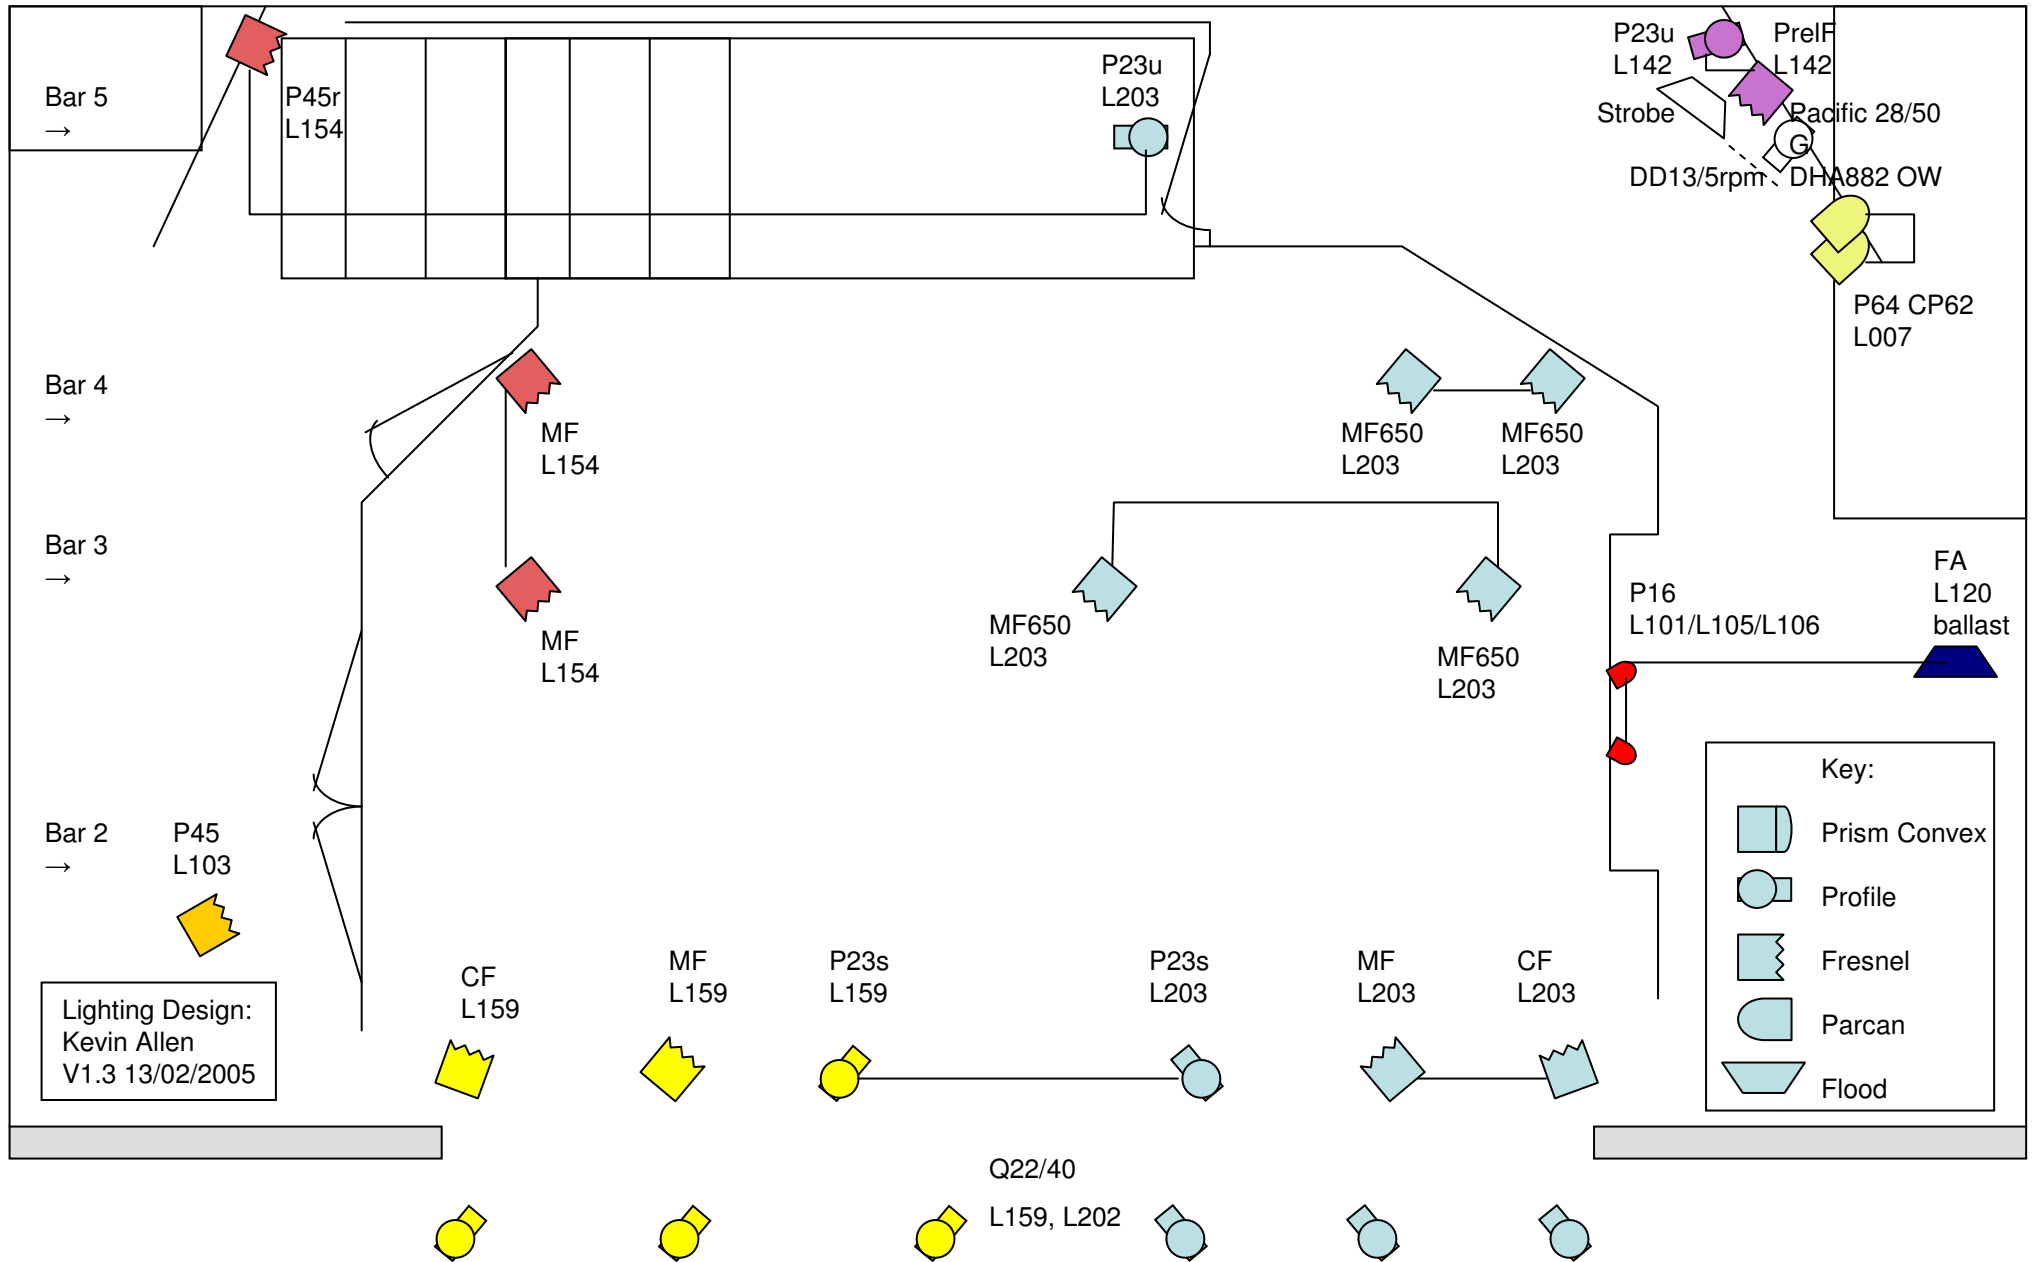 P23u
L142
PrelF
L142
Strobe
Pacific 28/50
G
DD13/5rpm
DHA882 OW
Bar 5
→
P45r
L154
P23u
L203
P64 CP62
L007
Bar 4
→
MF
L154
MF650
L203
MF650
L203
Bar 3
→
MF
L154
MF650
L203
MF650
L203
P16
L101/L105/L106
FA
L120
ballast
Bar 2
→
P45
L103
Key:
Prism Convex
Profile
Fresnel
Parcan
Flood
CF
L159
MF
L159
P23s
L159
P23s
L203
MF
L203
CF
L203
Lighting Design:
Kevin Allen
V1.3 13/02/2005
Q22/40
L159, L202